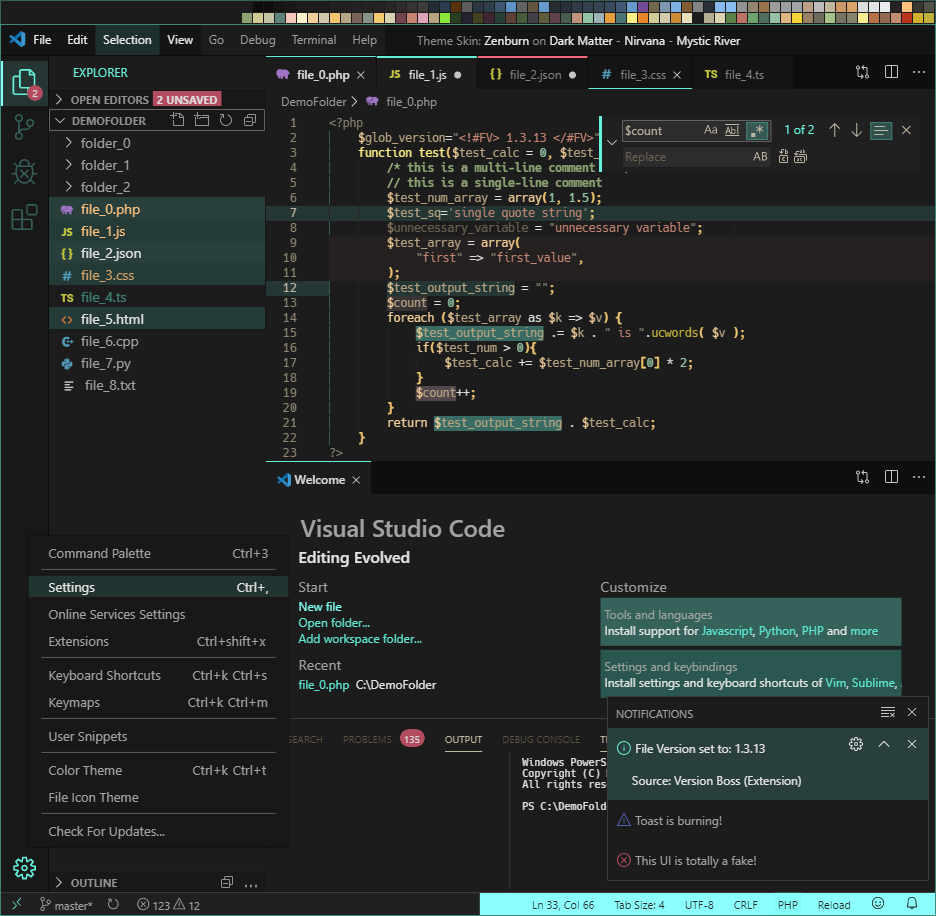 File Edit Selection View Go Debug Terminal Help Theme Skin: Zenburn on Dark Matter - Nirvana - Mystic River
2
EXPLORER
OPEN EDITORS 2 UNSAVED
DEMOFOLDER
folder_0
folder_1
folder_2
file_0.php
file_1.js
file_2.json
file_3.css
file_4.ts
file_5.html
file_6.cpp
file_7.py
file_8.txt
JS
{ }
#
TS
<>
file_0.php JS file_1.js { } file_2.json # file_3.css TS file_4.ts
DemoFolder > file_0.php
1 <?php
2 $glob_version="<!#FV> 1.3.13 </#FV>"
3 function test($test_calc = 0, $test_
4 /* this is a multi-line comment
5 // this is a single-line comment
6 $test_num_array = array(1, 1.5);
7 $test_sq='single quote string';
8 $unnecessary_variable = "unnecessary variable";
9 $test_array = array(
10 "first" => "first_value",
11 );
12 $test_output_string = "";
13 $count = 0;
14 foreach ($test_array as $k => $v) {
15 $test_output_string .= $k . " is ".ucwords( $v );
16 if($test_num > 0){
17 $test_calc += $test_num_array[0] * 2;
18 }
19 $count++;
20 }
21 return $test_output_string . $test_calc;
22 }
23 ?>
$count Aa Abl .* 1 of 2
Replace AB
Welcome
Visual Studio Code
Editing Evolved
Start
New file
Open folder...
Add workspace folder...
Recent
file_0.php C:\DemoFolder
Customize
Tools and languages
Install support for Javascript, Python, PHP and more
Settings and keybindings
Install settings and keyboard shortcuts of Vim, Sublime,
Command Palette Ctrl+3
Settings Ctrl+,
Online Services Settings
Extensions Ctrl+shift+x
Keyboard Shortcuts Ctrl+k Ctrl+s
Keymaps Ctrl+k Ctrl+m
User Snippets
Color Theme Ctrl+k Ctrl+t
File Icon Theme
Check For Updates...
SEARCH PROBLEMS 135 OUTPUT DEBUG CONSOLE
Windows PowerS
Copyright (C)
All rights res
PS C:\DemoFold
NOTIFICATIONS
File Version set to: 1.3.13
Source: Version Boss (Extension)
Toast is burning!
This UI is totally a fake!
OUTLINE
master* 123 12 Ln 33, Col 66 Tab Size: 4 UTF-8 CRLF PHP Reload